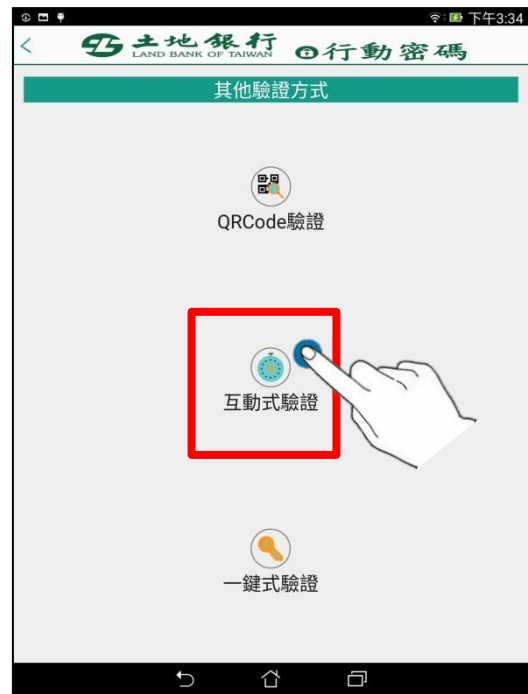 下午3:34
土地銀行
LAND BANK OF TAIWAN
行動密碼
其他驗證方式
QRCode驗證
互動式驗證
一鍵式驗證